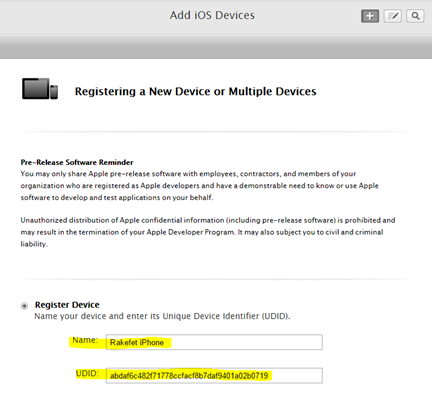 Add iOS Devices
Registering a New Device or Multiple Devices
Pre-Release Software Reminder
You may only share Apple pre-release software with employees, contractors, and members of your
organization who are registered as Apple developers and have a demonstrable need to know or use Apple
software to develop and test applications on your behalf.
Unauthorized distribution of Apple confidential information (including pre-release software) is prohibited and
may result in the termination of your Apple Developer Program. It may also subject you to civil and criminal
liability.
Register Device
Name your device and enter its Unique Device Identifier (UDID).
Name: Rakefet iPhone
UDID: abdaf6c482f71778ccfacf8b7daf9401a02b0719